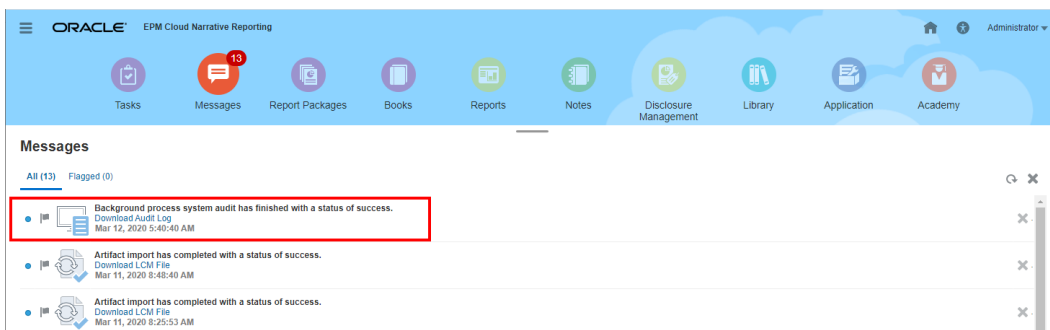 ORACLE® EPM Cloud Narrative Reporting Administrator
13
Tasks Messages Report Packages Books Reports Notes Disclosure Management Library Application Academy
Messages
All (13) Flagged (0)
Background process system audit has finished with a status of success.
Download Audit Log
Mar 12, 2020 5:40:40 AM
Artifact import has completed with a status of success.
Download LCM File
Mar 11, 2020 8:48:40 AM
Artifact import has completed with a status of success.
Download LCM File
Mar 11, 2020 8:25:53 AM